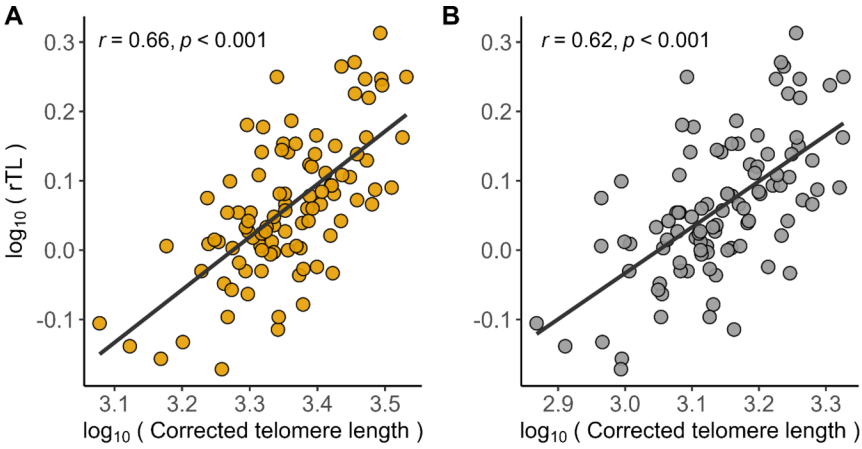 A
r = 0.66, p < 0.001
0.3
0.2
0.1
0.0
-0.1
log10 ( rTL )
3.1 3.2 3.3 3.4 3.5
log10 ( Corrected telomere length )
B
r = 0.62, p < 0.001
0.3
0.2
0.1
0.0
-0.1
2.9 3.0 3.1 3.2 3.3
log10 ( Corrected telomere length )